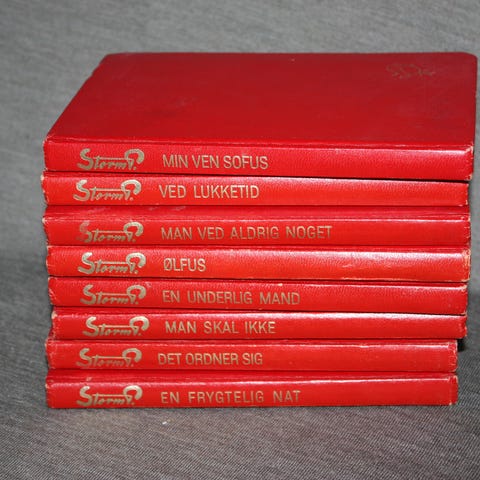 Storm P. MIN VEN SOFUS
Storm P. VED LUKKETID
Storm P. MAN VED ALDRIG NOGET
Storm P. ØLFUS
Storm P. EN UNDERLIG MAND
Storm P. MAN SKAL IKKE
Storm P. DET ORDNER SIG
Storm P. EN FRYGTELIG NAT